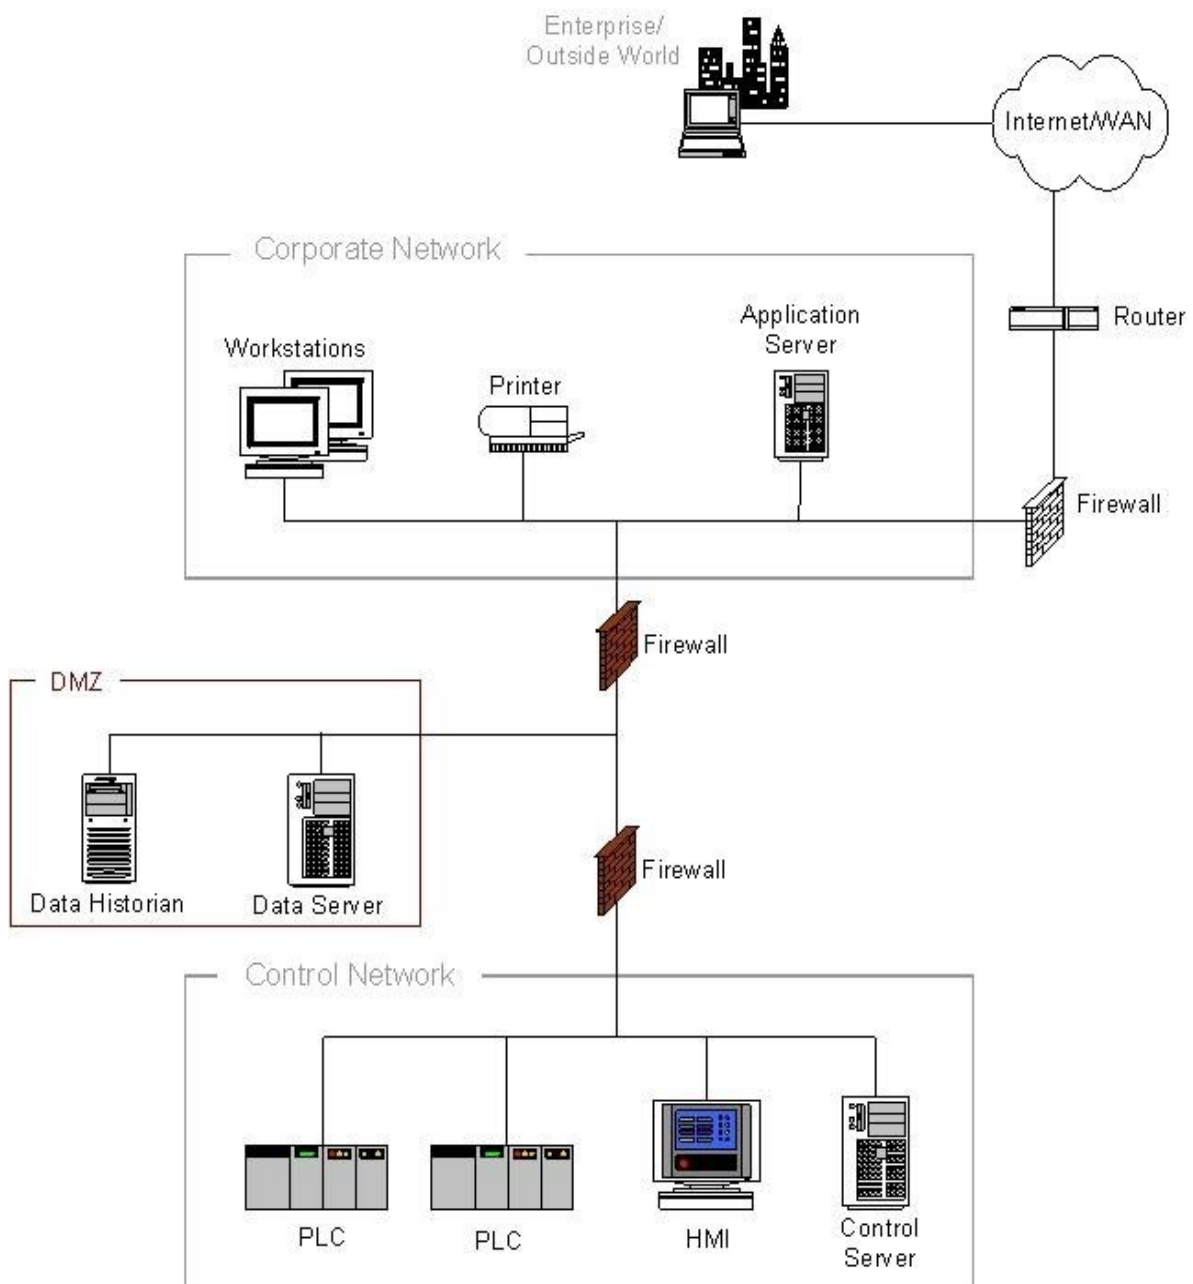 Enterprise/
Outside World
Internet/WAN
Corporate Network
Router
Application
Server
Workstations
Printer
Firewall
Firewall
DMZ
Firewall
Data Historian
Data Server
Control Network
PLC
PLC
HMI
Control
Server